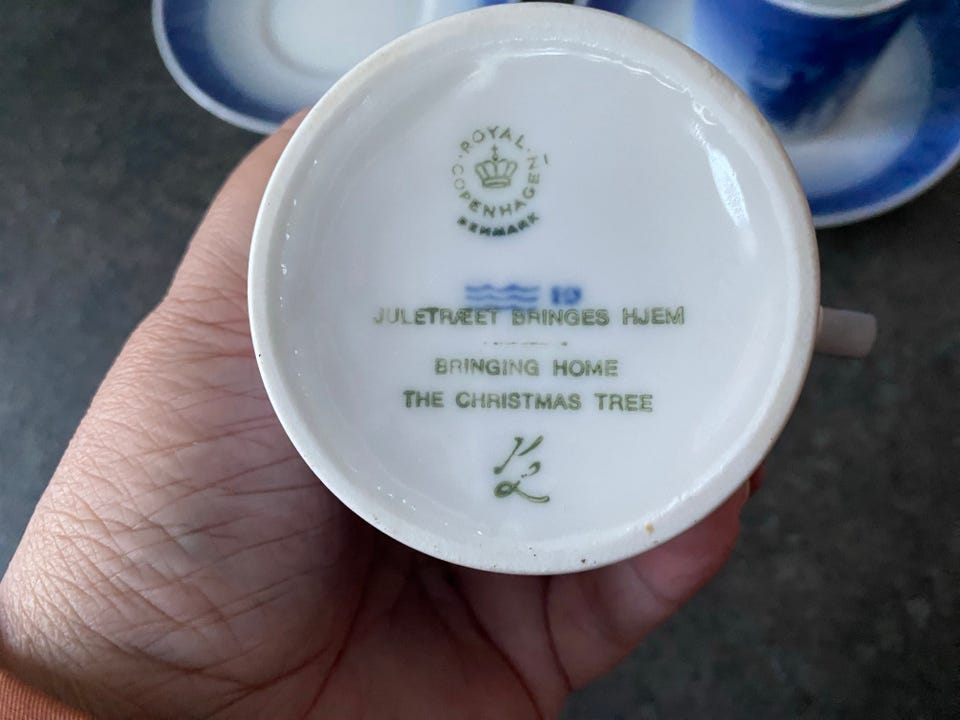 ROYAL
COPENHAGEN
DENMARK
JULETRÆET BRINGES HJEM
BRINGING HOME
THE CHRISTMAS TREE